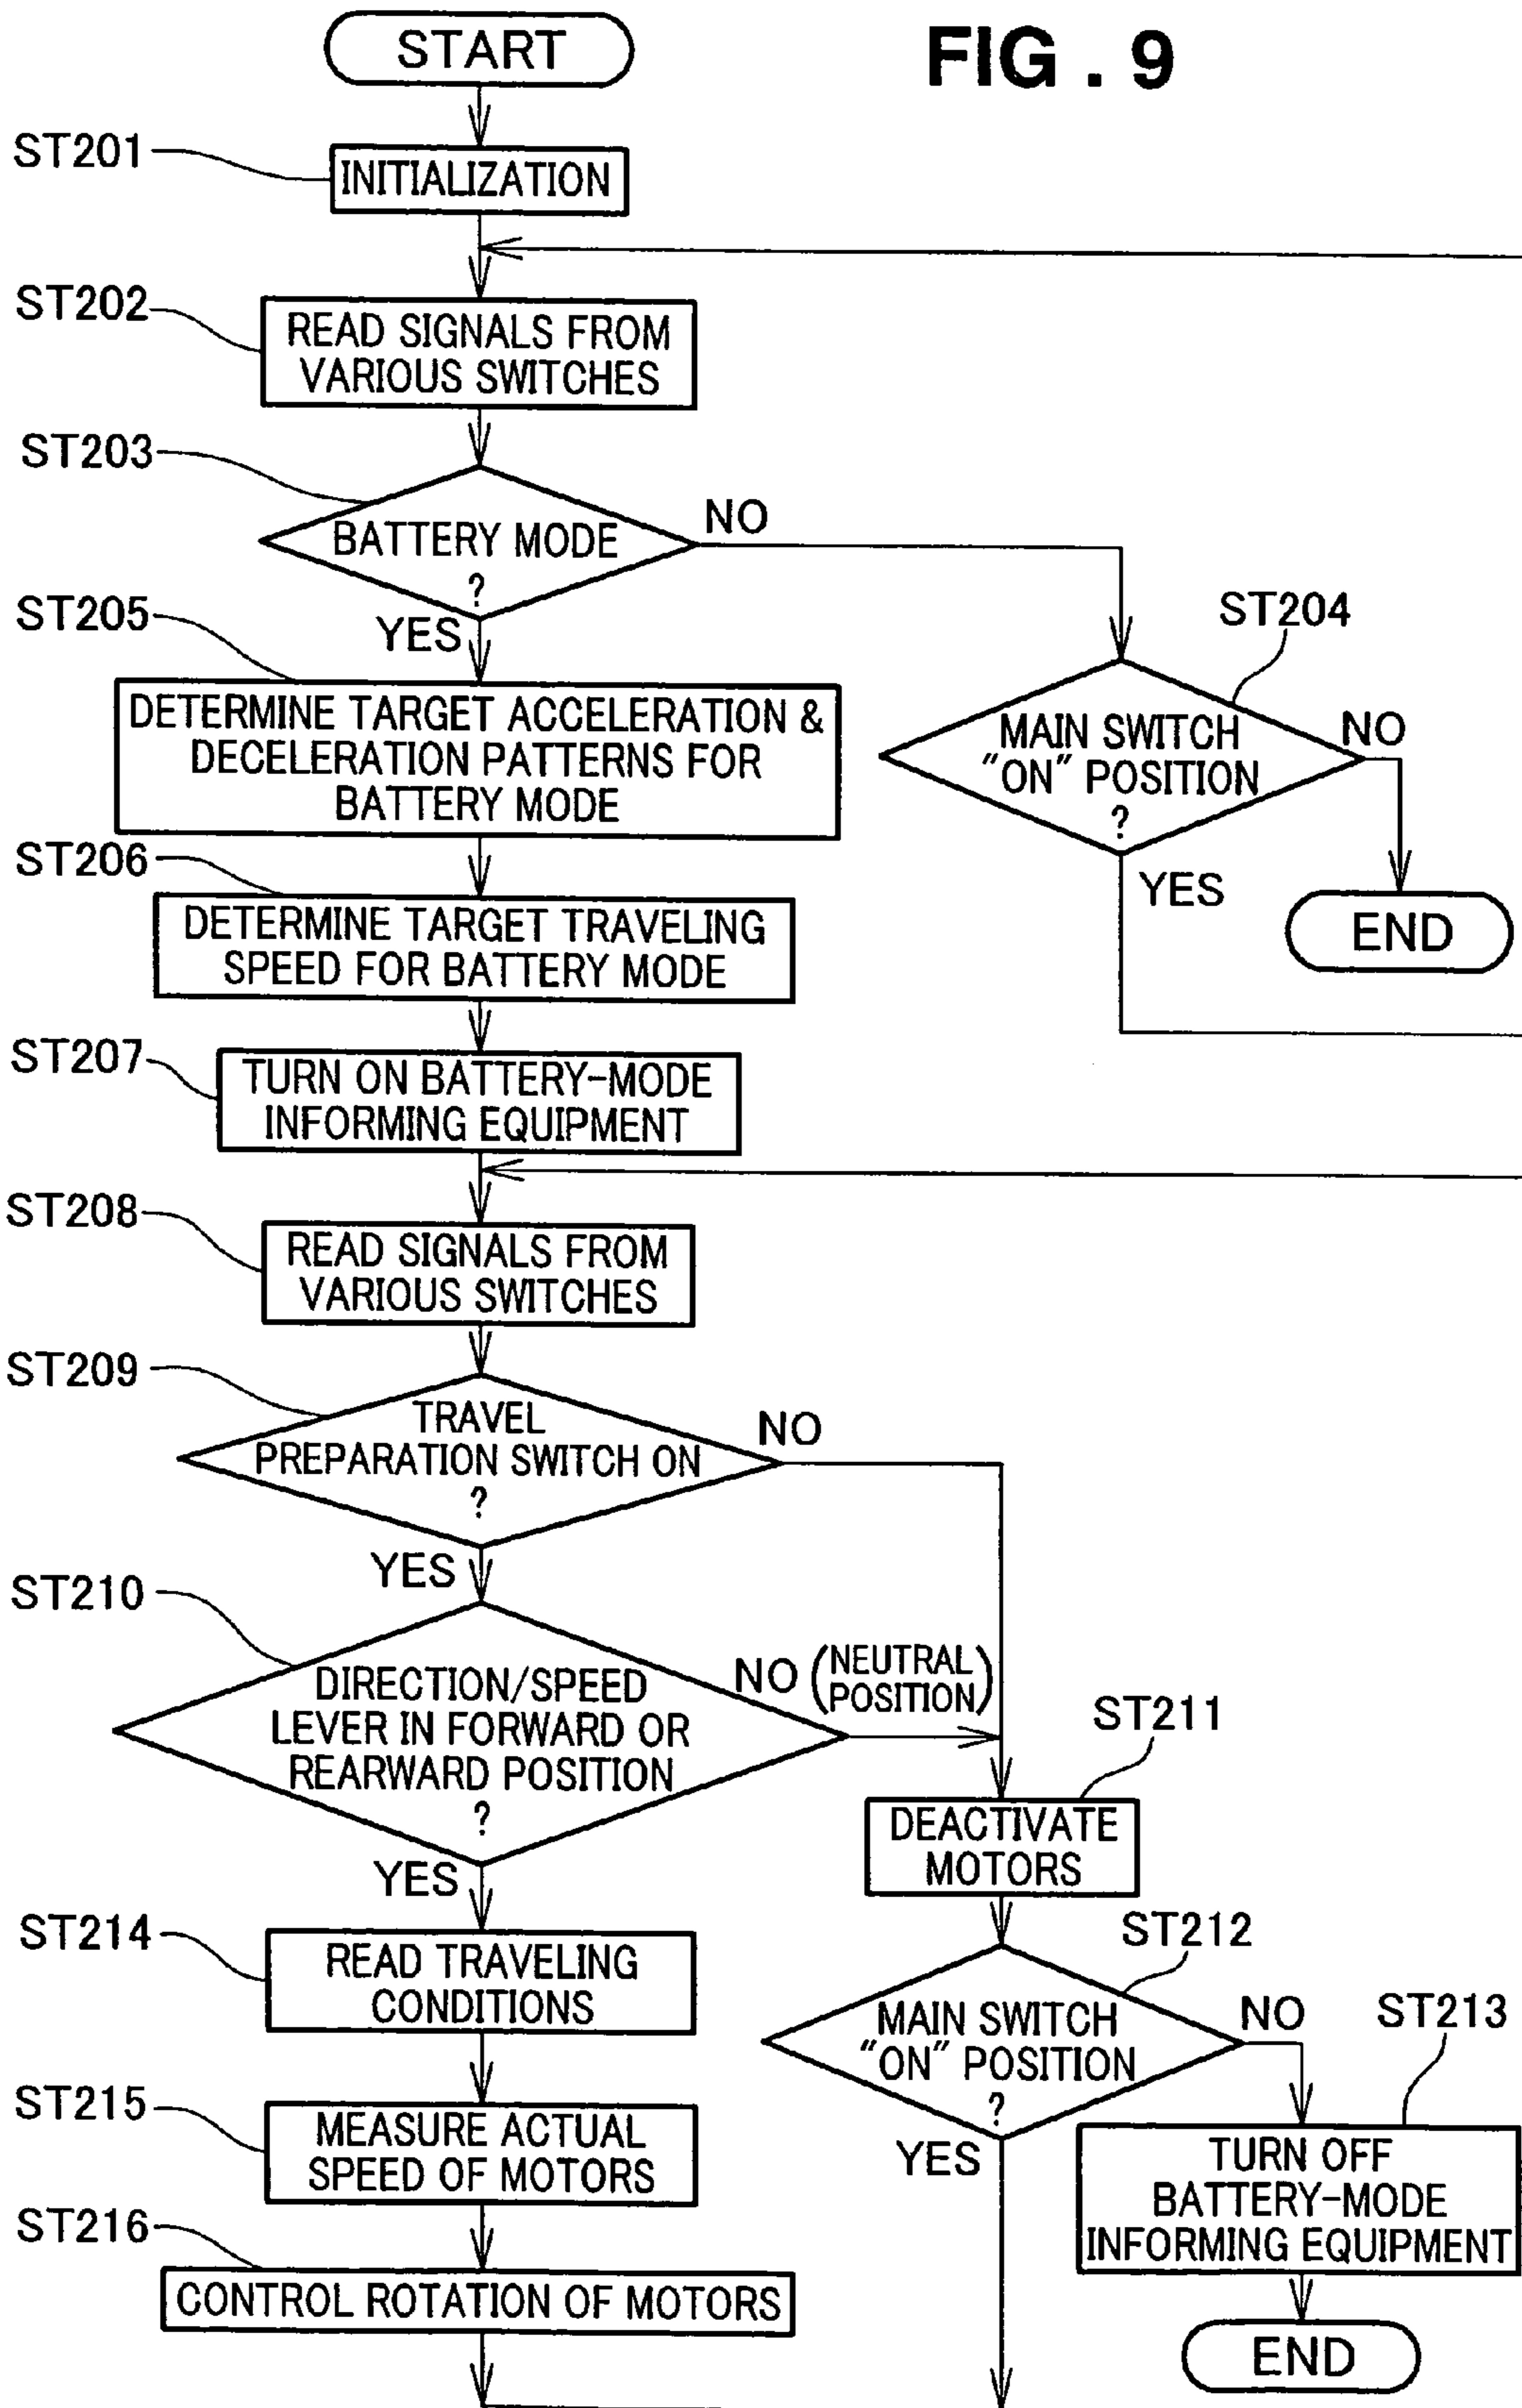 START
FIG . 9
ST201
INITIALIZATION
ST202
READ SIGNALS FROM
VARIOUS SWITCHES
ST203
BATTERY MODE
?
NO
YES
ST204
MAIN SWITCH
"ON" POSITION
?
NO
YES
END
ST205
DETERMINE TARGET ACCELERATION &
DECELERATION PATTERNS FOR
BATTERY MODE
ST206
DETERMINE TARGET TRAVELING
SPEED FOR BATTERY MODE
ST207
TURN ON BATTERY-MODE
INFORMING EQUIPMENT
ST208
READ SIGNALS FROM
VARIOUS SWITCHES
ST209
TRAVEL
PREPARATION SWITCH ON
?
NO
YES
ST210
DIRECTION/SPEED
LEVER IN FORWARD OR
REARWARD POSITION
?
NO (NEUTRAL
POSITION)
YES
ST211
DEACTIVATE
MOTORS
ST212
MAIN SWITCH
"ON" POSITION
?
NO
YES
ST213
TURN OFF
BATTERY-MODE
INFORMING EQUIPMENT
END
ST214
READ TRAVELING
CONDITIONS
ST215
MEASURE ACTUAL
SPEED OF MOTORS
ST216
CONTROL ROTATION OF MOTORS